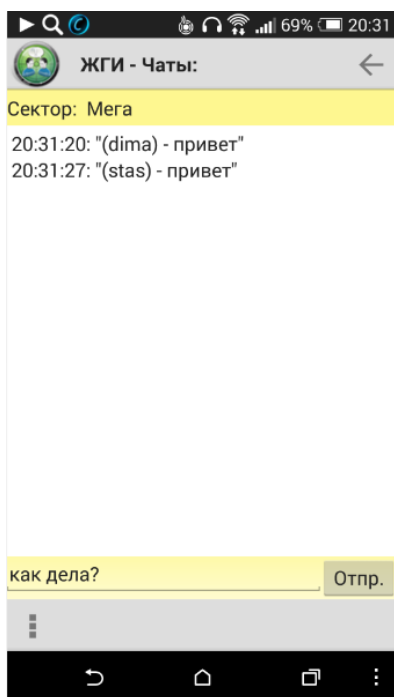 69% 20:31
ЖГИ - Чаты:
Сектор: Мега
20:31:20: "(dima) - привет"
20:31:27: "(stas) - привет"
как дела? Отпр.